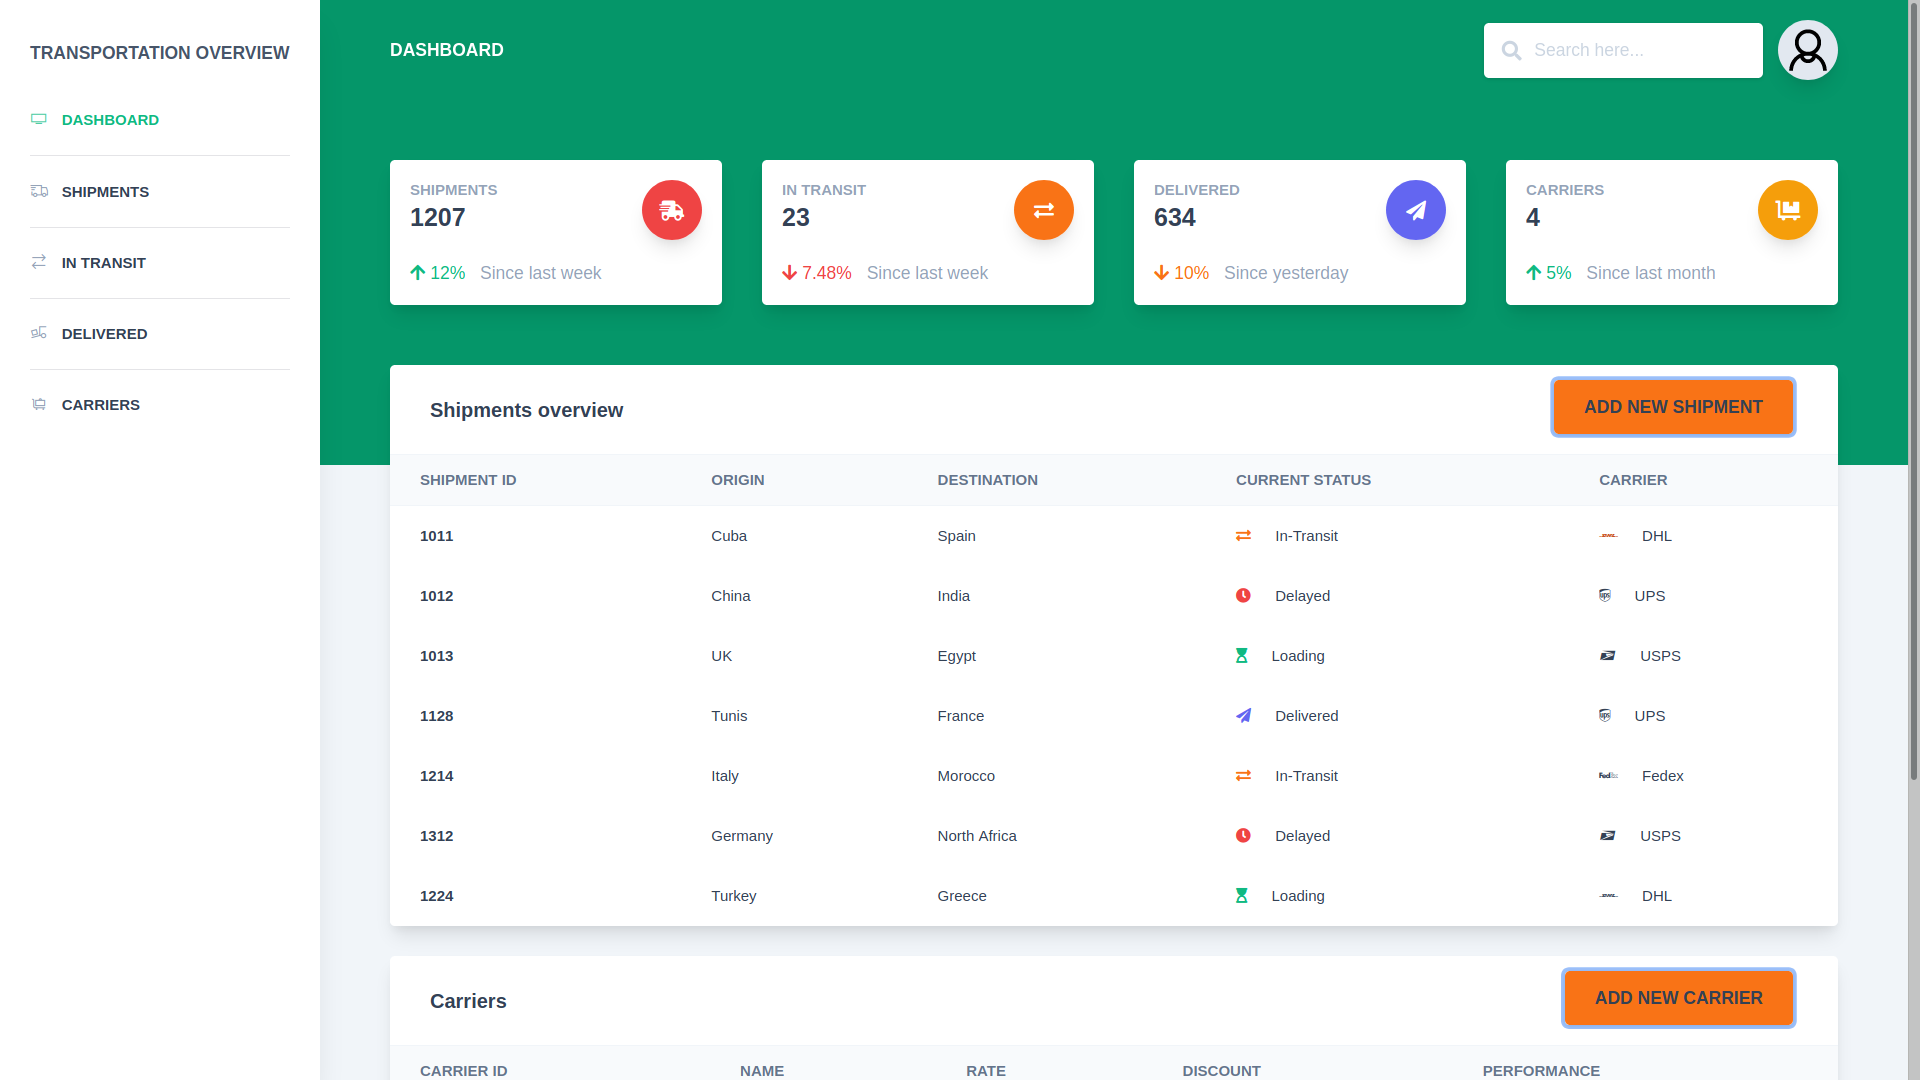 TRANSPORTATION OVERVIEW
DASHBOARD
SHIPMENTS
IN TRANSIT
DELIVERED
CARRIERS
DASHBOARD
Search here...
SHIPMENTS
1207
12% Since last week
IN TRANSIT
23
7.48% Since last week
DELIVERED
634
10% Since yesterday
CARRIERS
4
5% Since last month
Shipments overview
ADD NEW SHIPMENT
SHIPMENT ID ORIGIN DESTINATION CURRENT STATUS CARRIER
1011 Cuba Spain In-Transit DHL
1012 China India Delayed ups UPS
1013 UK Egypt Loading USPS
1128 Tunis France Delivered ups UPS
1214 Italy Morocco In-Transit FedEx Fedex
1312 Germany North Africa Delayed USPS
1224 Turkey Greece Loading DHL
Carriers
ADD NEW CARRIER
CARRIER ID NAME RATE DISCOUNT PERFORMANCE